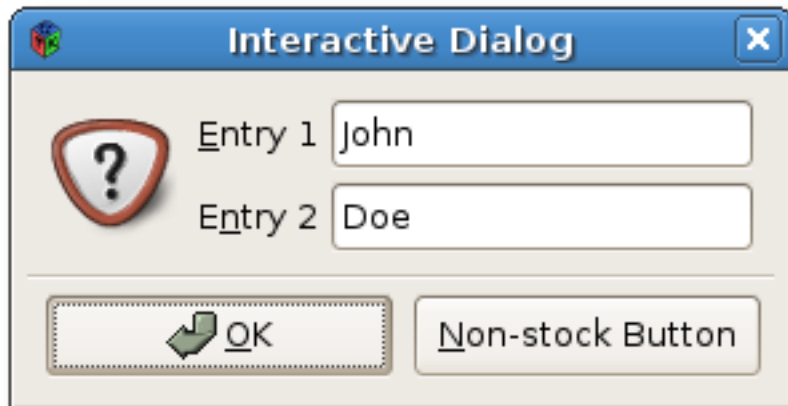 Interactive Dialog
?
Entry 1 John
Entry 2 Doe
OK Non-stock Button